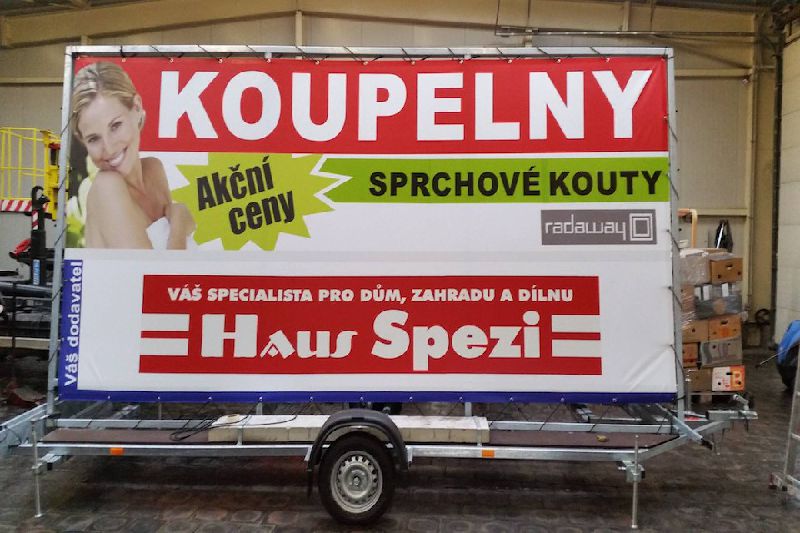 KOUPELNY
Akční
ceny
SPRCHOVÉ KOUTY
radaway
Váš dodavatel
VÁŠ SPECIALISTA PRO DŮM, ZAHRADU A DÍLNU
Haus Spezi